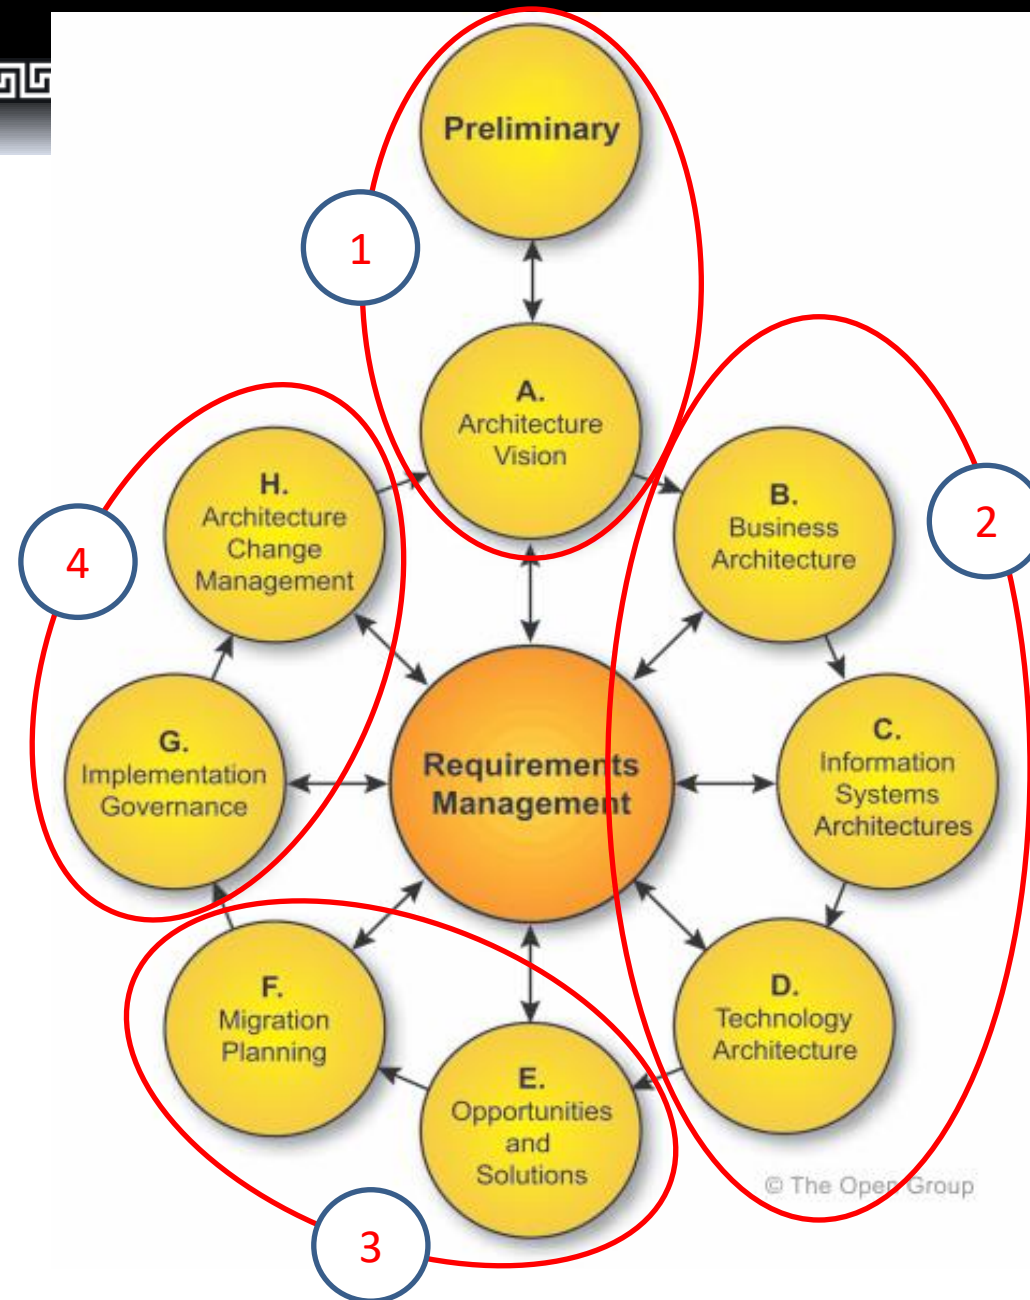 Preliminary
1
A.
Architecture
Vision
H.
Architecture
Change
Management
B.
Business
Architecture
2
4
G.
Implementation
Governance
Requirements
Management
C.
Information
Systems
Architectures
F.
Migration
Planning
E.
Opportunities
and
Solutions
D.
Technology
Architecture
© The Open Group
3